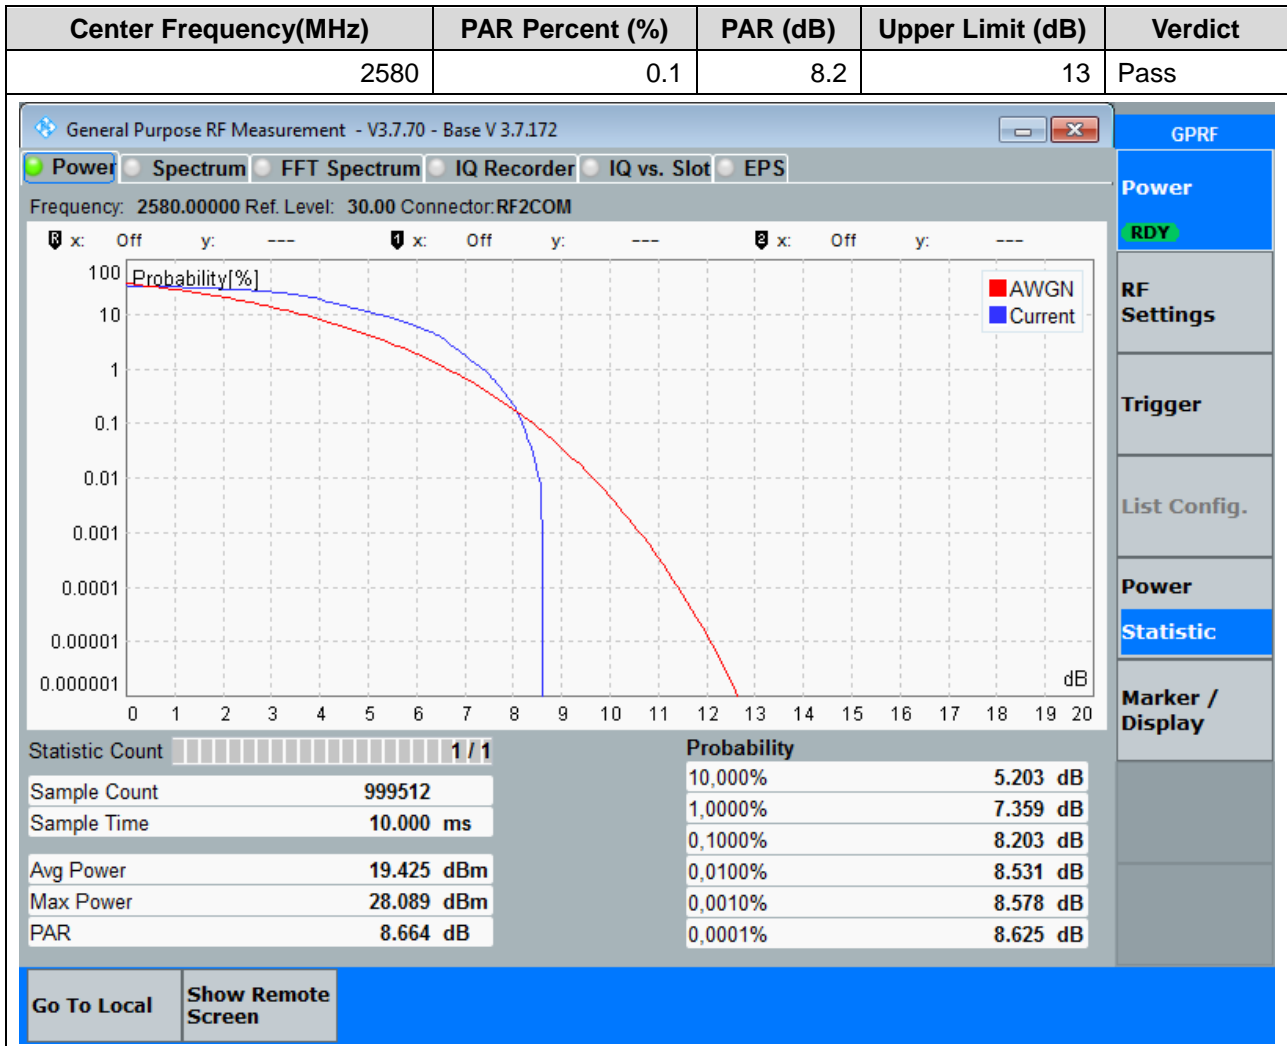 Center Frequency(MHz) PAR Percent (%) PAR (dB) Upper Limit (dB) Verdict
2580 0.1 8.2 13 Pass
General Purpose RF Measurement - V3.7.70 - Base V 3.7.172
GPRF
Power Spectrum FFT Spectrum IQ Recorder IQ vs. Slot EPS
Frequency: 2580.00000 Ref. Level: 30.00 Connector: RF2COM
R x: Off y: --- 1 x: Off y: --- 2 x: Off y: ---
Probability[%]
AWGN
Current
100
10
1
0.1
0.01
0.001
0.0001
0.00001
0.000001
dB
0 1 2 3 4 5 6 7 8 9 10 11 12 13 14 15 16 17 18 19 20
Statistic Count 1 / 1
Sample Count 999512
Sample Time 10.000 ms
Avg Power 19.425 dBm
Max Power 28.089 dBm
PAR 8.664 dB
Probability
10,000% 5.203 dB
1,0000% 7.359 dB
0,1000% 8.203 dB
0,0100% 8.531 dB
0,0010% 8.578 dB
0,0001% 8.625 dB
Power
RDY
RF
Settings
Trigger
List Config.
Power
Statistic
Marker /
Display
Go To Local
Show Remote
Screen